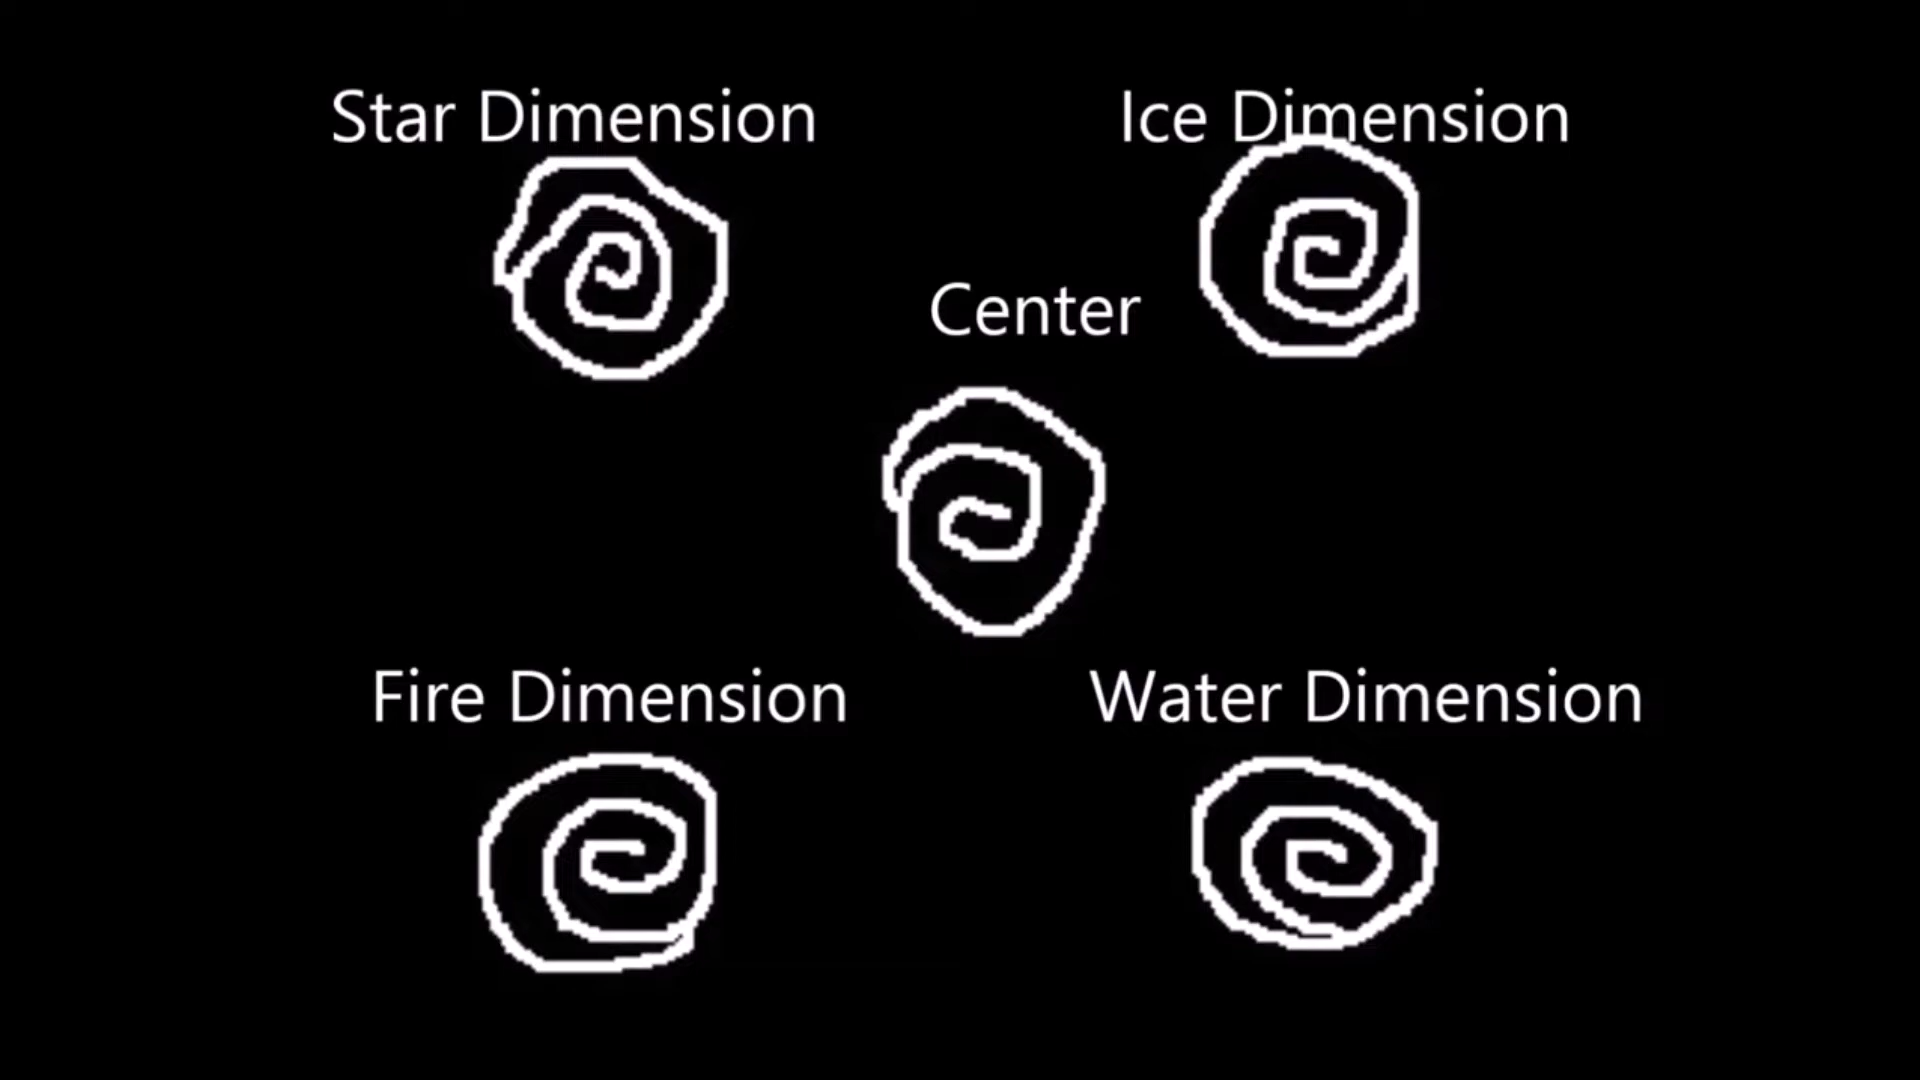 Star Dimension
Ice Dimension
Center
Fire Dimension
Water Dimension